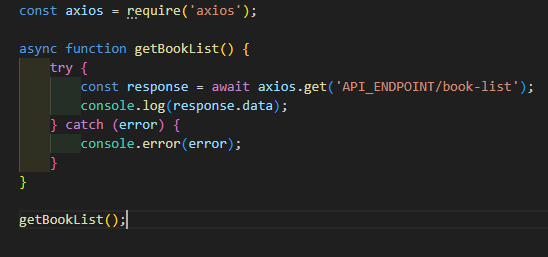 const axios = require('axios');
async function getBookList() {
    try {
        const response = await axios.get('API_ENDPOINT/book-list');
        console.log(response.data);
    } catch (error) {
        console.error(error);
    }
}
getBookList();